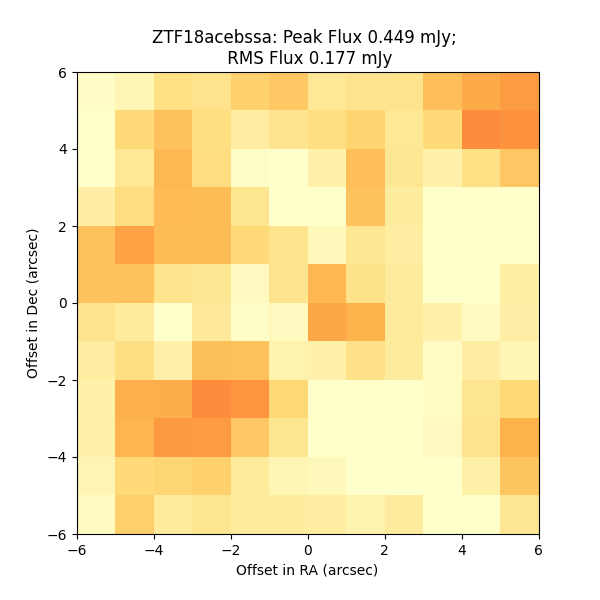 ZTF18acebssa: Peak Flux 0.449 mJy;
RMS Flux 0.177 mJy
6
4
2
0
−2
−4
−6
Offset in Dec (arcsec)
−6 −4 −2 0 2 4 6
Offset in RA (arcsec)